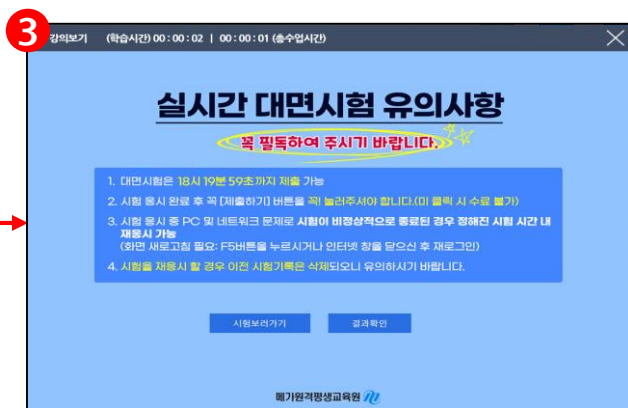 3
강의보기 (학습시간) 00 : 00 : 02 | 00 : 00 : 01 (총수업시간)
실시간 대면시험 유의사항
꼭 필독하여 주시기 바랍니다.
1. 대면시험은 18시 19분 59초까지 제출 가능
2. 시험 응시 완료 후 꼭 [제출하기] 버튼을 꼭! 눌러주셔야 합니다.(미 클릭 시 수료 불가)
3. 시험 응시 중 PC 및 네트워크 문제로 시험이 비정상적으로 종료된 경우 정해진 시험 시간 내
재응시 가능
(화면 새로고침 필요: F5버튼을 누르시거나 인터넷 창을 닫으신 후 재로그인)
4. 시험을 재응시 할 경우 이전 시험기록은 삭제되오니 유의하시기 바랍니다.
시험보러가기 결과확인
메가원격평생교육원